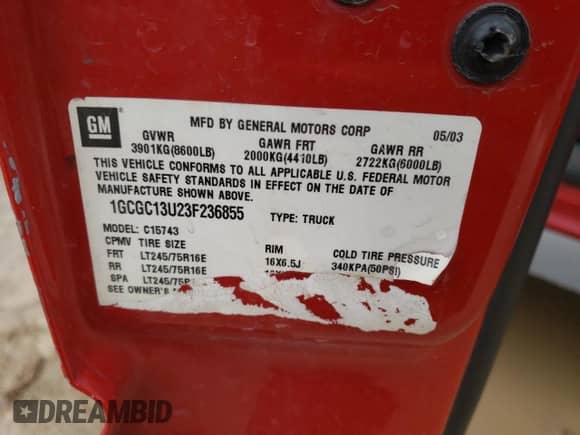 GM
MFD BY GENERAL MOTORS CORP 05/03
GVWR GAWR FRT GAWR RR
3901KG(8600LB) 2000KG(4410LB) 2722KG(6000LB)
THIS VEHICLE CONFORMS TO ALL APPLICABLE U.S. FEDERAL MOTOR
VEHICLE SAFETY STANDARDS IN EFFECT ON THE DATE OF
MANUFACTURE SHOWN ABOVE.
1GCGC13U23F236855 TYPE: TRUCK
MODEL: C15743
CPMV TIRE SIZE RIM COLD TIRE PRESSURE
FRT LT245/75R16E 16X6.5J 340KPA(50PSI)
RR LT245/75R16E
SPA LT245/75R
SEE OWNER'S
DREAMBID